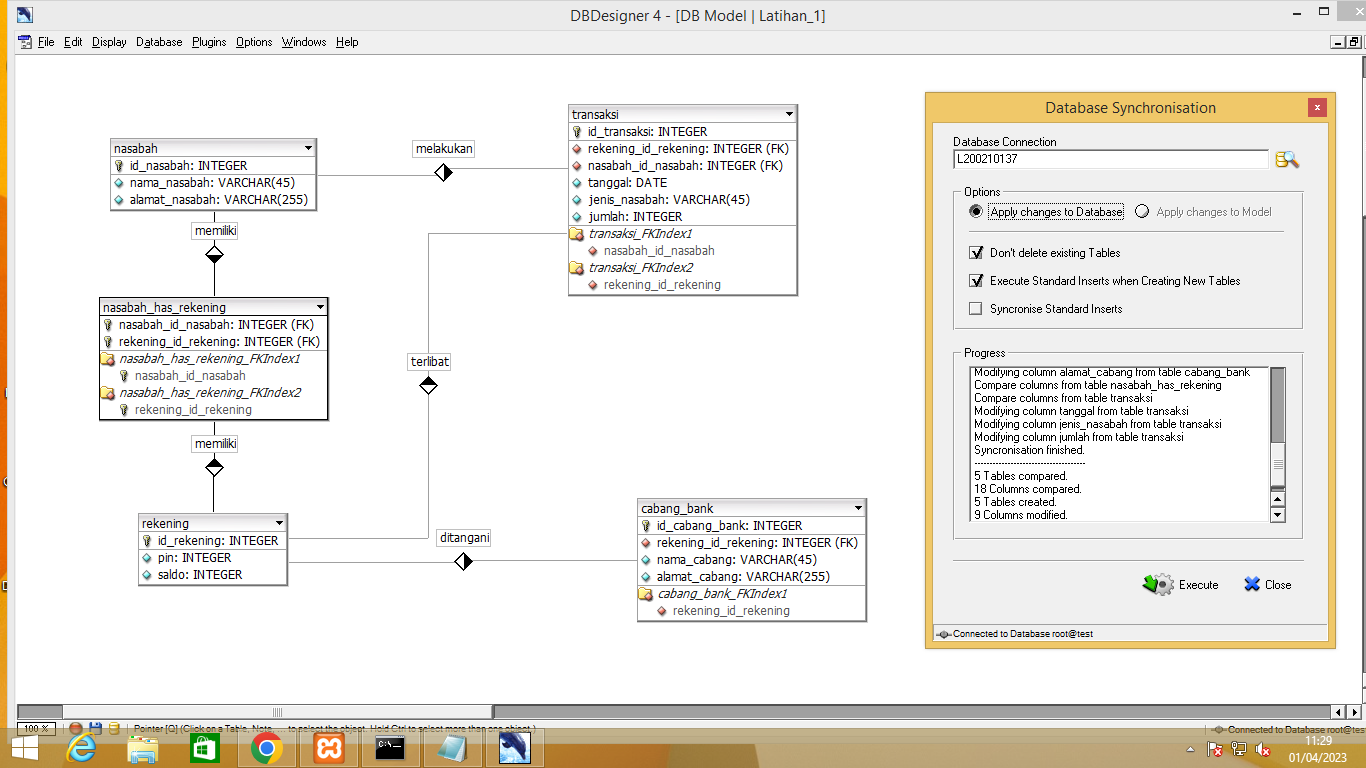 DBDesigner 4 - [DB Model | Latihan_1]
File Edit Display Database Plugins Options Windows Help
nasabah
id_nasabah: INTEGER
nama_nasabah: VARCHAR(45)
alamat_nasabah: VARCHAR(255)
melakukan
transaksi
id_transaksi: INTEGER
rekening_id_rekening: INTEGER (FK)
nasabah_id_nasabah: INTEGER (FK)
tanggal: DATE
jenis_nasabah: VARCHAR(45)
jumlah: INTEGER
transaksi_FKIndex1
nasabah_id_nasabah
transaksi_FKIndex2
rekening_id_rekening
memiliki
nasabah_has_rekening
nasabah_id_nasabah: INTEGER (FK)
rekening_id_rekening: INTEGER (FK)
nasabah_has_rekening_FKIndex1
nasabah_id_nasabah
nasabah_has_rekening_FKIndex2
rekening_id_rekening
terlibat
memiliki
rekening
id_rekening: INTEGER
pin: INTEGER
saldo: INTEGER
ditangani
cabang_bank
id_cabang_bank: INTEGER
rekening_id_rekening: INTEGER (FK)
nama_cabang: VARCHAR(45)
alamat_cabang: VARCHAR(255)
cabang_bank_FKIndex1
rekening_id_rekening
Database Synchronisation
Database Connection
L200210137
Options
Apply changes to Database Apply changes to Model
Don't delete existing Tables
Execute Standard Inserts when Creating New Tables
Syncronise Standard Inserts
Progress
Modifying column alamat_cabang from table cabang_bank
Compare columns from table nasabah_has_rekening
Compare columns from table transaksi
Modifying column tanggal from table transaksi
Modifying column jenis_nasabah from table transaksi
Modifying column jumlah from table transaksi
Syncronisation finished.
-----------------------------------
5 Tables compared.
18 Columns compared.
5 Tables created.
9 Columns modified.
Execute Close
Connected to Database root@test
100 % Pointer [Q] (Click on a Table, Note, ... to select the object. Hold Ctrl to select more than one object.) Connected to Database root@tes
C:\_
11:29
01/04/2023